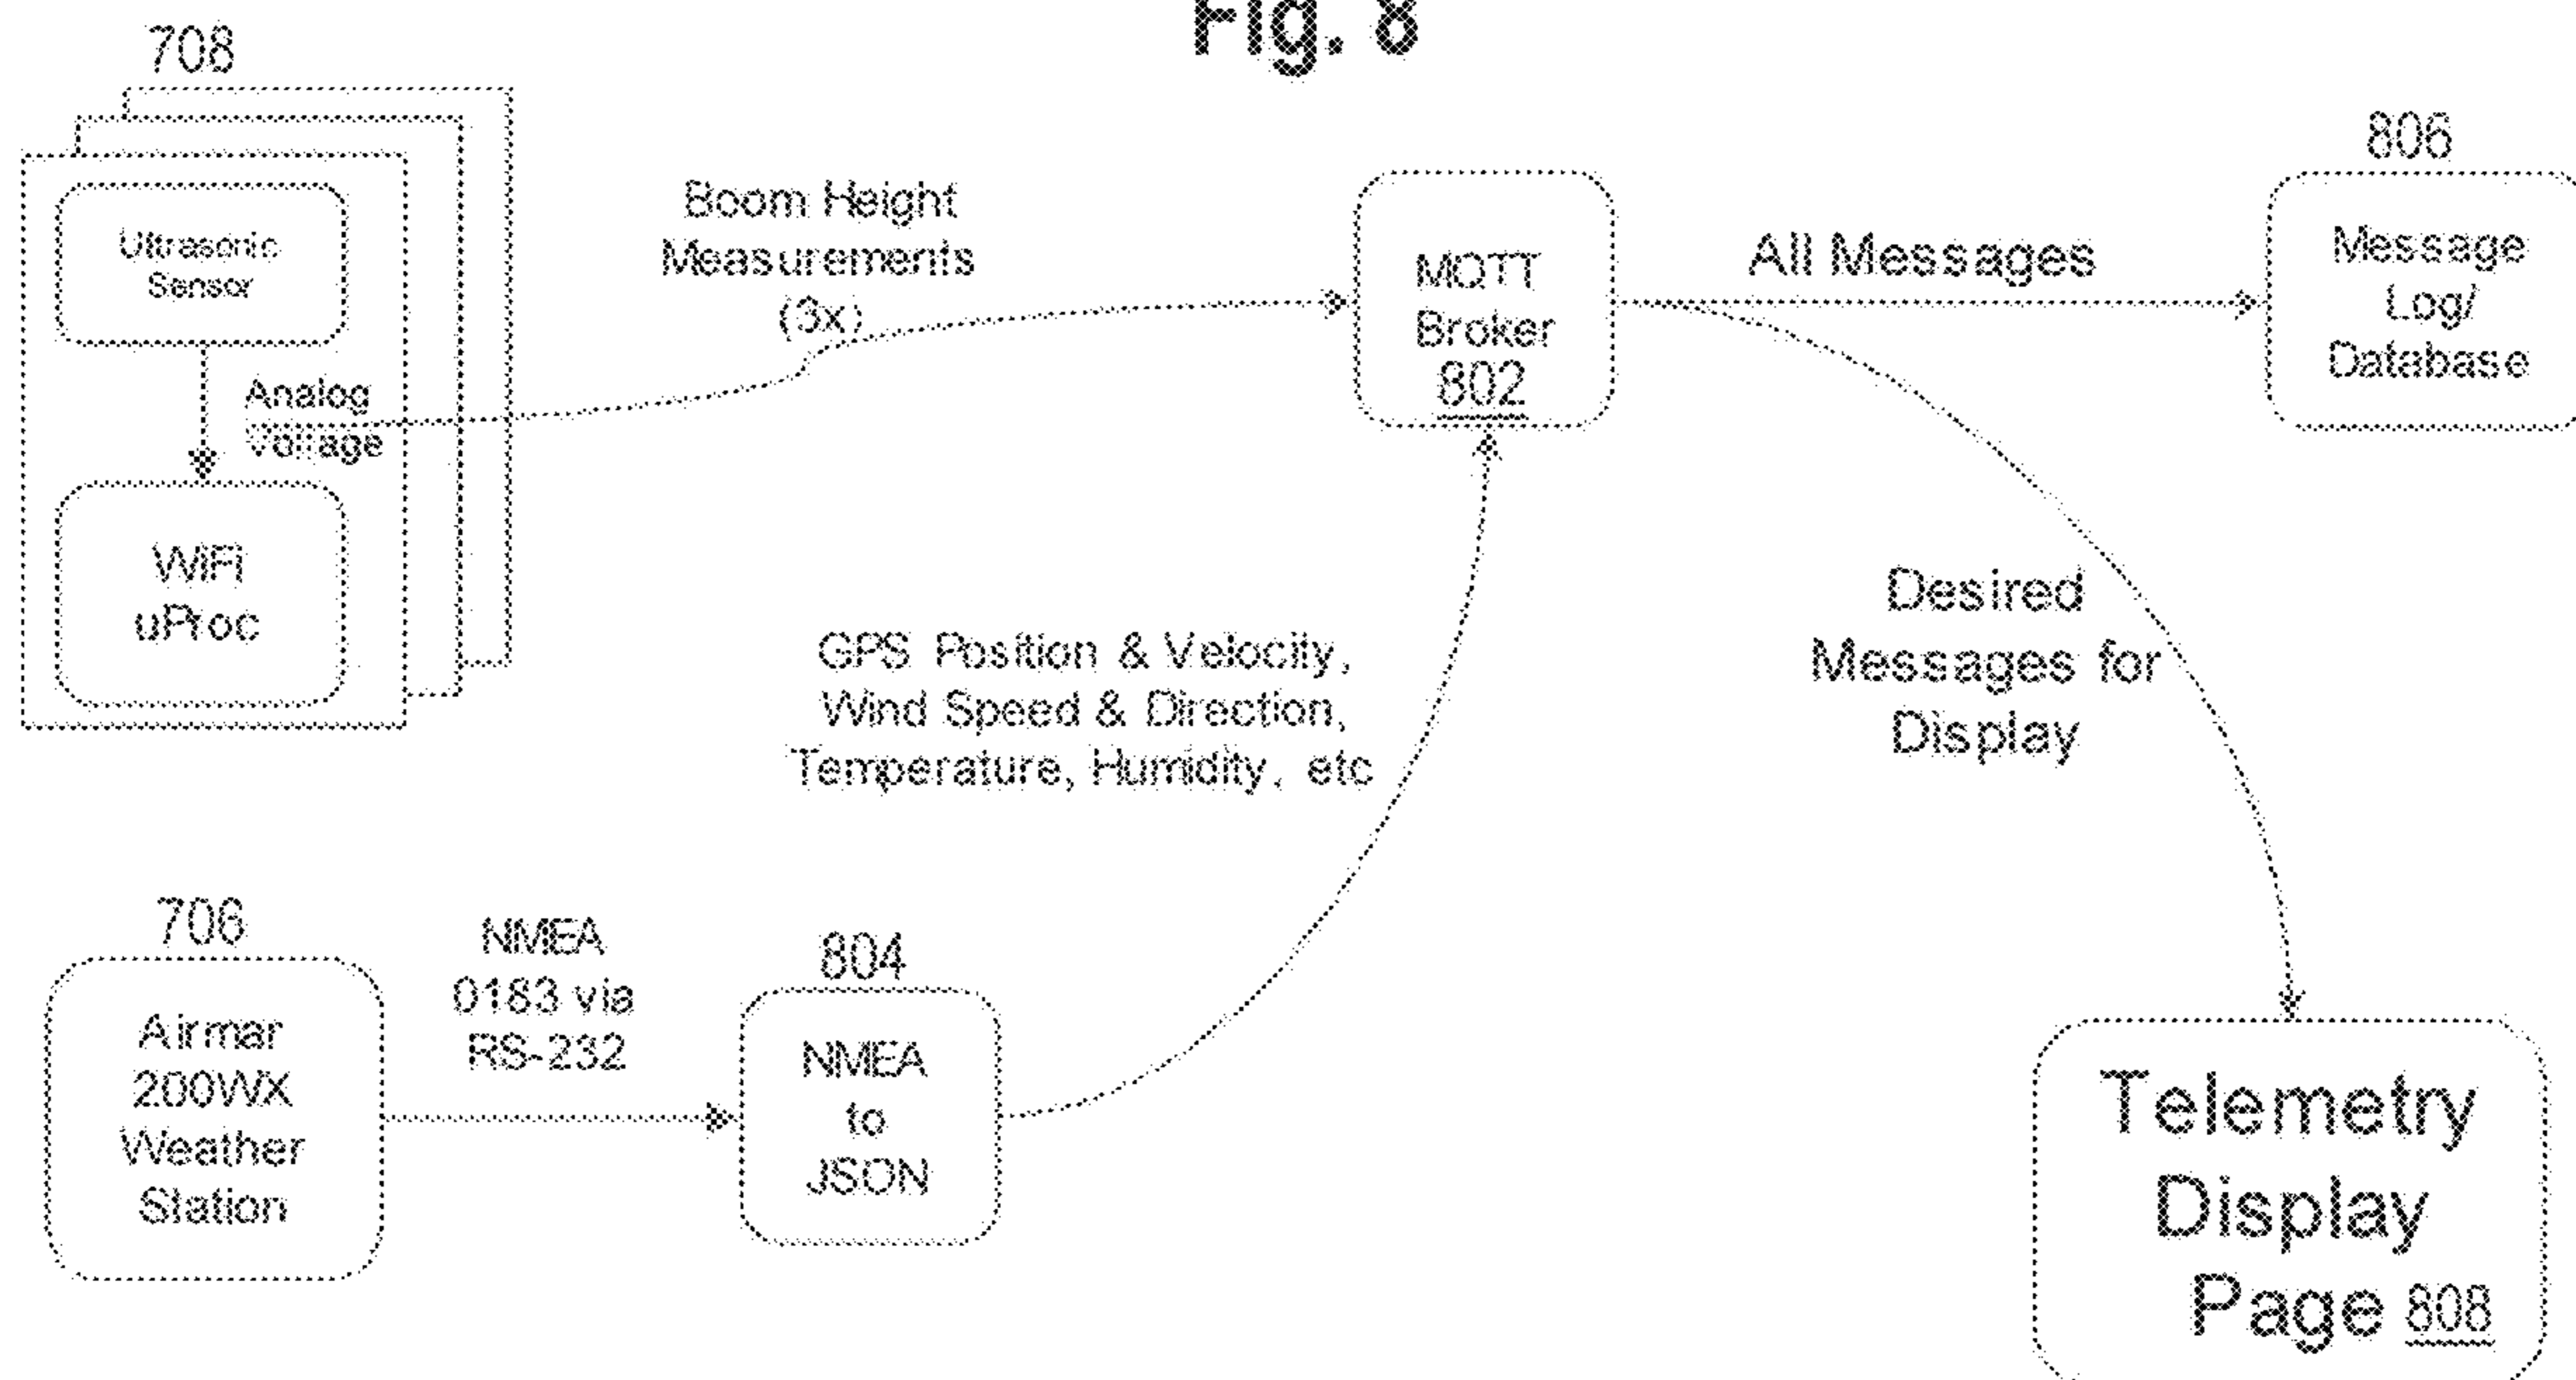 Fig. 8
708
Ultrasonic
Sensor
Analog
Voltage
WiFi
uProc
Boom Height
Measurements
(3x)
MQTT
Broker
802
All Messages
806
Message
Log/
Database
Desired
Messages for
Display
GPS Position & Velocity,
Wind Speed & Direction,
Temperature, Humidity, etc
706
Airmar
200WX
Weather
Station
NMEA
0183 via
RS-232
804
NMEA
to
JSON
Telemetry
Display
Page 808